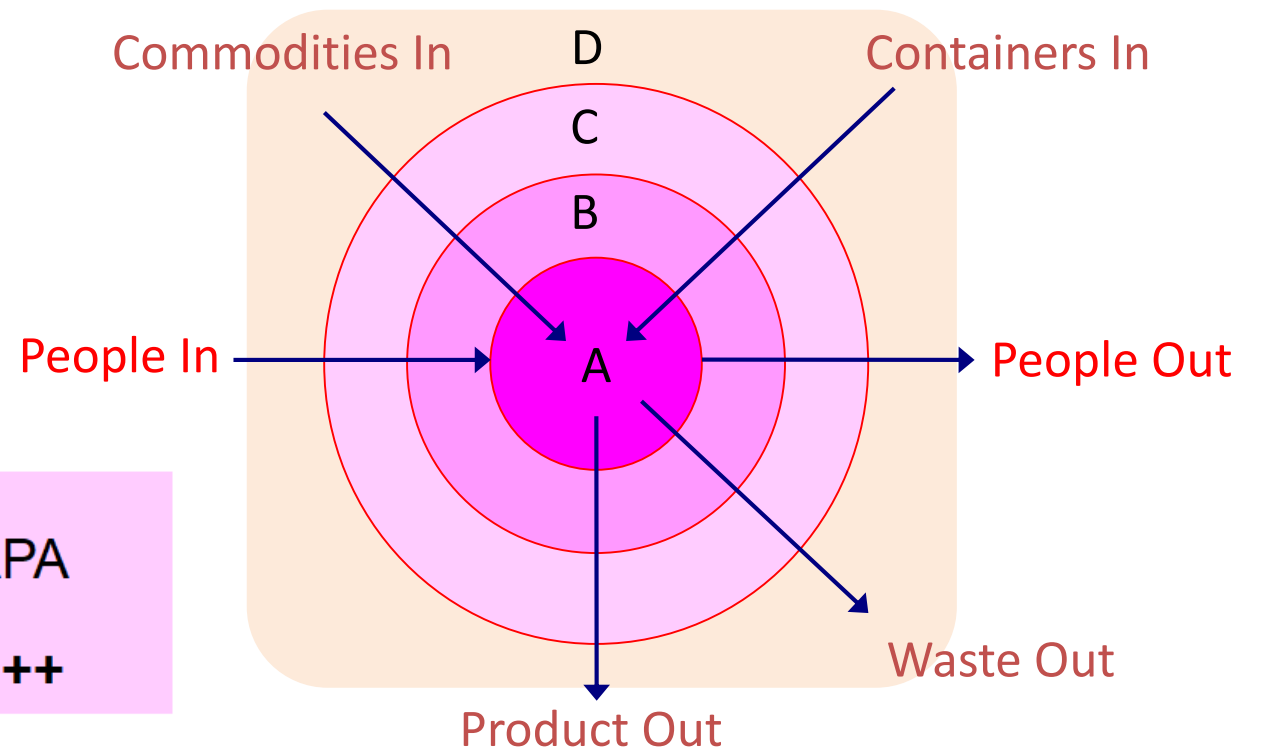 Commodities In
D
Containers In
C
B
People In
A
People Out
PA
++
Waste Out
Product Out